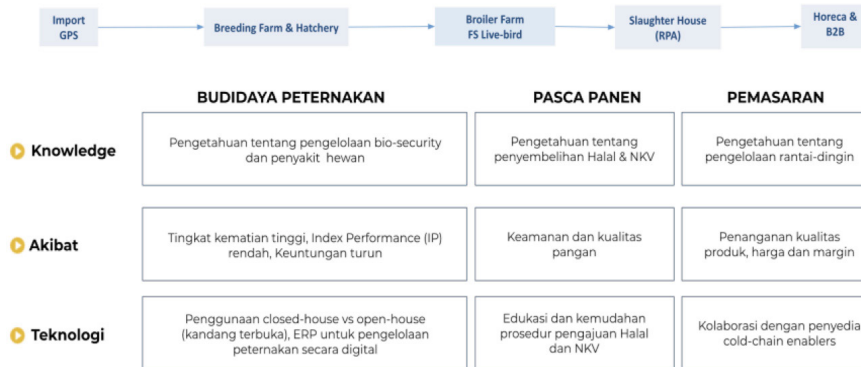 Import
GPS
Breeding Farm & Hatchery
Broiler Farm
FS Live-bird
Slaughter House
(RPA)
Horeca &
B2B
BUDIDAYA PETERNAKAN
PASCA PANEN
PEMASARAN
Knowledge
Pengetahuan tentang pengelolaan bio-security
dan penyakit hewan
Pengetahuan tentang
penyembelihan Halal & NKV
Pengetahuan tentang
pengelolaan rantai-dingin
Akibat
Tingkat kematian tinggi, Index Performance (IP)
rendah, Keuntungan turun
Keamanan dan kualitas
pangan
Penanganan kualitas
produk, harga dan margin
Teknologi
Penggunaan closed-house vs open-house
(kandang terbuka), ERP untuk pengelolaan
peternakan secara digital
Edukasi dan kemudahan
prosedur pengajuan Halal
dan NKV
Kolaborasi dengan penyedia
cold-chain enablers